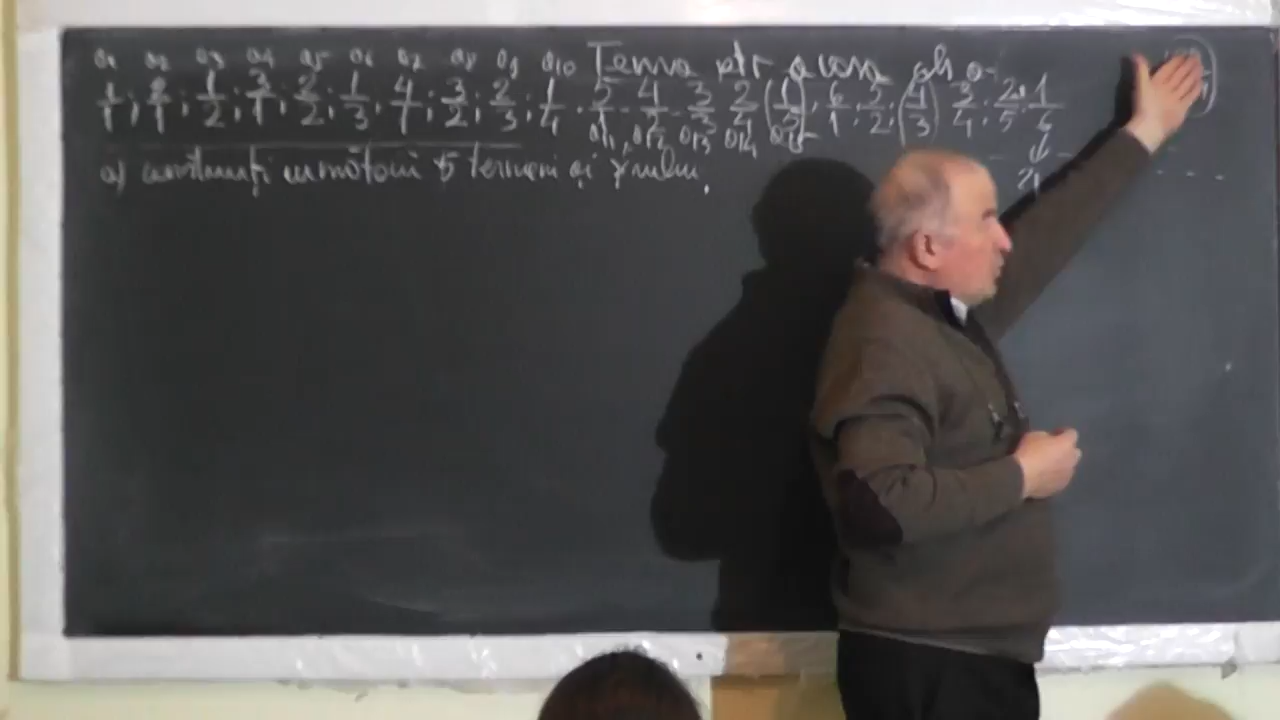 a1 a2 a3 a4 a5 a6 a7 a8 a9 a10 Tema ptr acasa
1/1; 2/1; 1/2; 3/1; 2/2; 1/3; 4/1; 3/2; 2/3; 1/4; 5/1 4/2 3/3 2/4 (1/5); 6/1; 5/2; (4/3) 3/4; 2/5; 1/6
a11, a12 a13 a14 a15
a) următorii 5 termeni ai șirului.
21